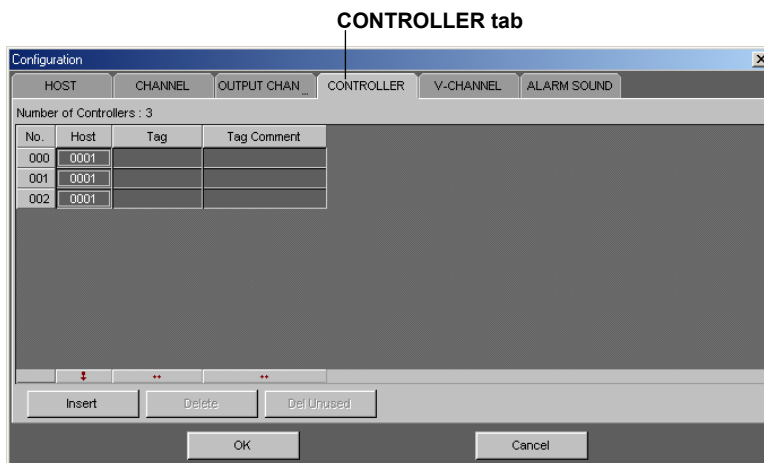 CONTROLLER tab
Configuration
HOST CHANNEL OUTPUT CHAN_ CONTROLLER V-CHANNEL ALARM SOUND
Number of Controllers : 3
No. Host Tag Tag Comment
000 0001
001 0001
002 0001
Insert Delete Del Unused
OK Cancel